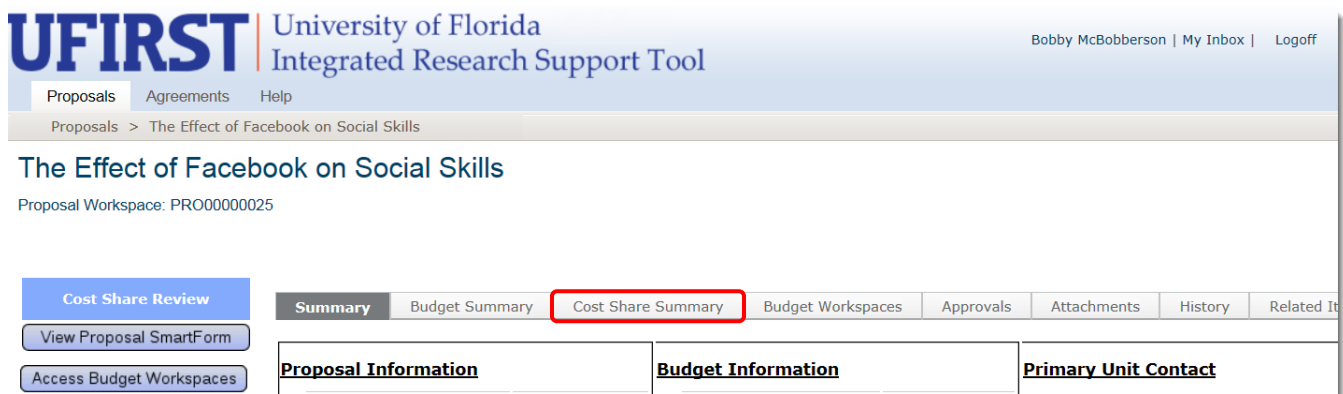 UFIRST University of Florida
Integrated Research Support Tool
Bobby McBobberson | My Inbox | Logoff
Proposals Agreements Help
Proposals > The Effect of Facebook on Social Skills
The Effect of Facebook on Social Skills
Proposal Workspace: PRO00000025
Cost Share Review
Summary Budget Summary Cost Share Summary Budget Workspaces Approvals Attachments History Related It
View Proposal SmartForm
Access Budget Workspaces
Proposal Information Budget Information Primary Unit Contact